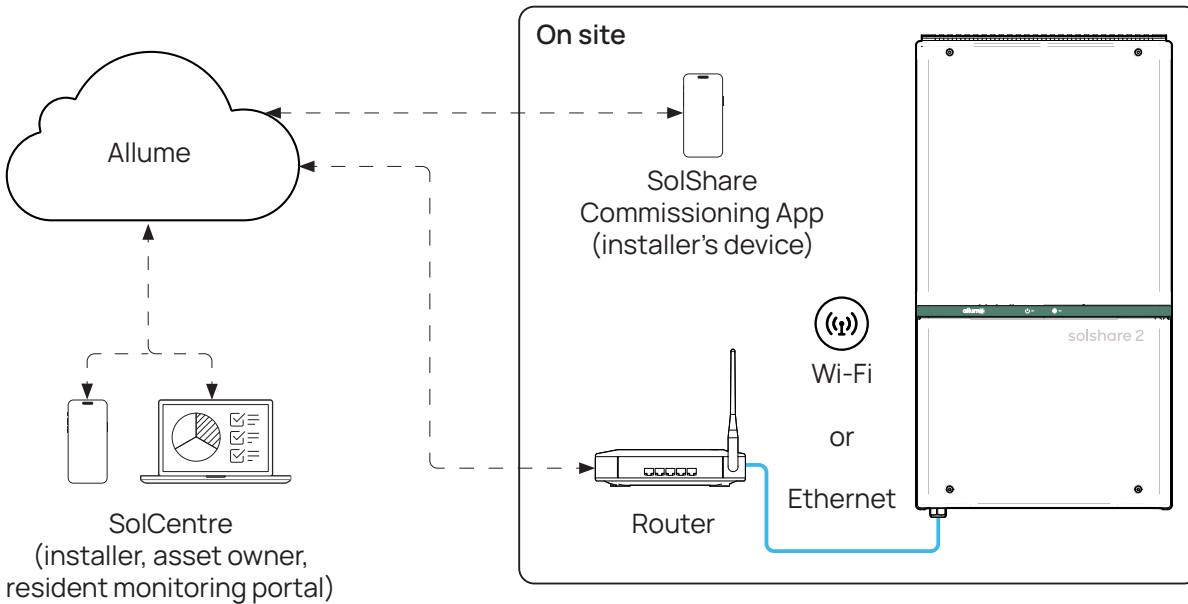 On site
Allume
SolShare
Commissioning App
(installer's device)
allume
solshare 2
Wi-Fi
or
Ethernet
Router
SolCentre
(installer, asset owner,
resident monitoring portal)